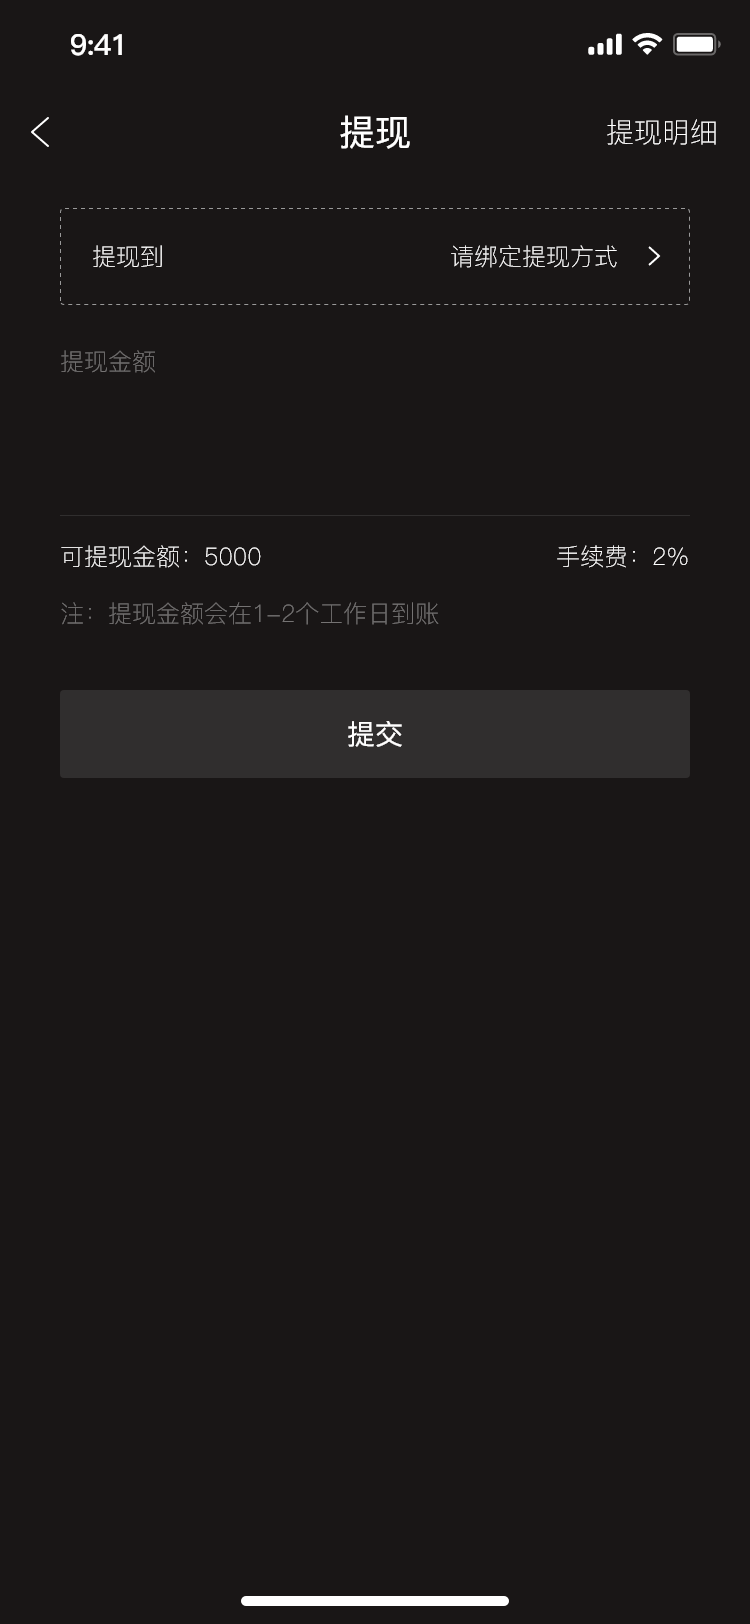 9:41
提现
提现明细
提现到
请绑定提现方式
提现金额
可提现金额：5000
手续费：2%
注：提现金额会在1-2个工作日到账
提交